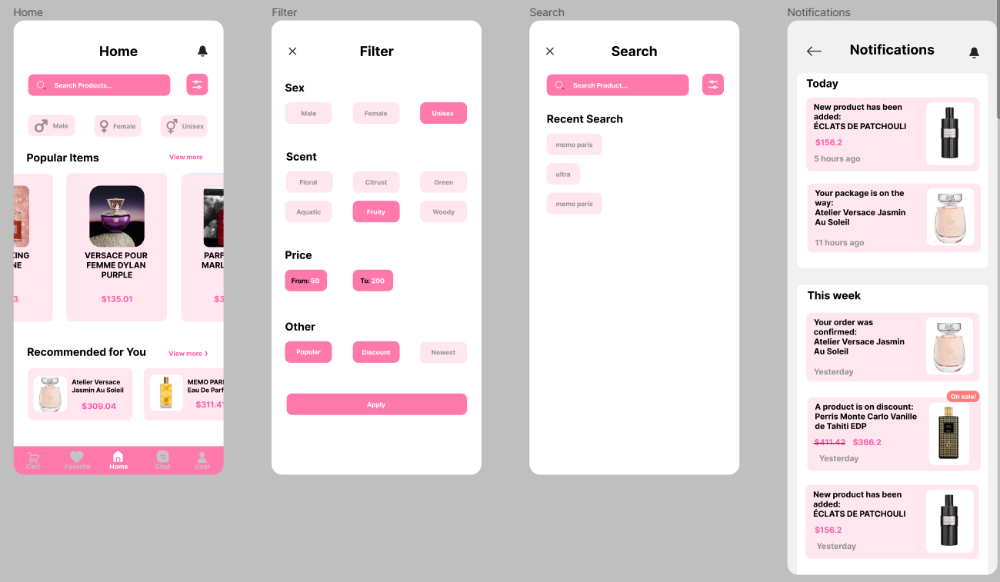 Home
Home
Search Products...
Male
Female
Unisex
Popular Items
View more
VERSACE POUR
FEMME DYLAN
PURPLE
$135.01
Recommended for You
View more
Atelier Versace
Jasmin Au Soleil
$309.04
MEMO PARI
Eau De Parf
$311.41
Cart
Favorite
Home
Chat
User
Filter
Filter
Sex
Male
Female
Unisex
Scent
Floral
Citrust
Green
Aquatic
Fruity
Woody
Price
From: 50
To: 200
Other
Popular
Discount
Newest
Apply
Search
Search
Search Product...
Recent Search
memo paris
ultra
memo paris
Notifications
Notifications
Today
New product has been
added:
ÉCLATS DE PATCHOULI
$156.2
5 hours ago
Your package is on the
way:
Atelier Versace Jasmin
Au Soleil
11 hours ago
This week
Your order was
confirmed:
Atelier Versace Jasmin
Au Soleil
Yesterday
On sale!
A product is on discount:
Perris Monte Carlo Vanille
de Tahiti EDP
$411.42 $366.2
Yesterday
New product has been
added:
ÉCLATS DE PATCHOULI
$156.2
Yesterday